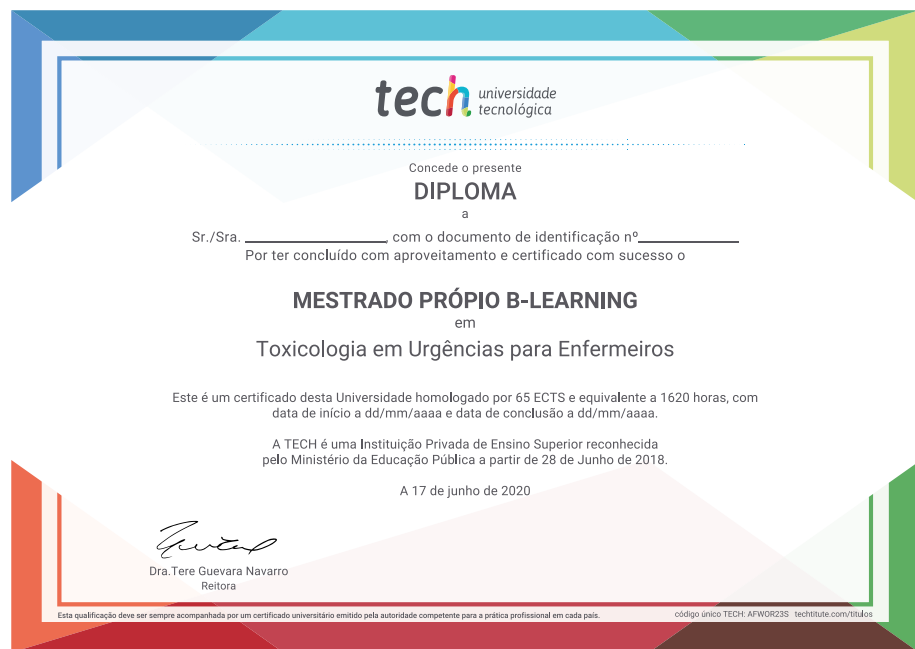 tech universidade
tecnológica
Concede o presente
DIPLOMA
a
Sr./Sra. ________________, com o documento de identificação nº____________
Por ter concluído com aproveitamento e certificado com sucesso o
MESTRADO PRÓPIO B-LEARNING
em
Toxicologia em Urgências para Enfermeiros
Este é um certificado desta Universidade homologado por 65 ECTS e equivalente a 1620 horas, com
data de início a dd/mm/aaaa e data de conclusão a dd/mm/aaaa.
A TECH é uma Instituição Privada de Ensino Superior reconhecida
pelo Ministério da Educação Pública a partir de 28 de Junho de 2018.
A 17 de junho de 2020
Dra.Tere Guevara Navarro
Reitora
Esta qualificação deve ser sempre acompanhada por um certificado universitário emitido pela autoridade competente para a prática profissional em cada país.
código único TECH: AFWOR23S techtitute.com/titulos